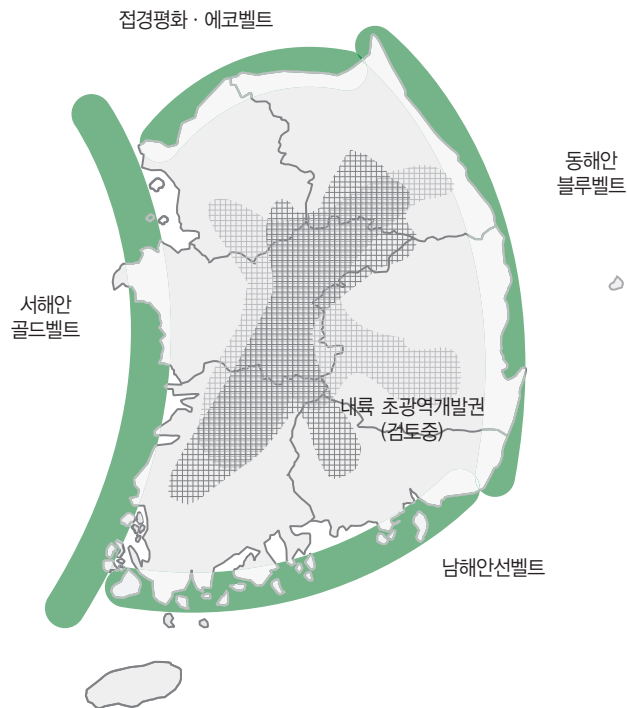 접경평화 · 에코벨트
동해안
블루벨트
서해안
골드벨트
내륙 초광역개발권
(검토중)
남해안선벨트